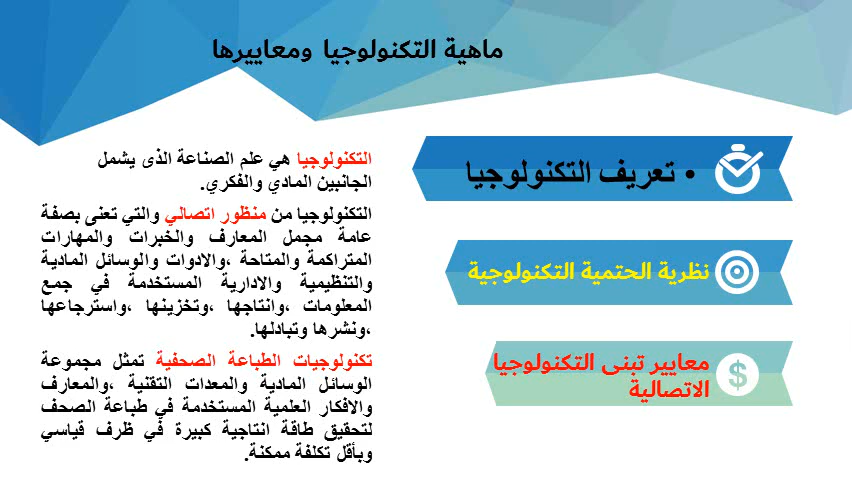 ماهية التكنولوجيا ومعاييرها
• تعريف التكنولوجيا
نظرية الحتمية التكنولوجية
معايير تبنى التكنولوجيا
الاتصالية
$
التكنولوجيا هي علم الصناعة الذى يشمل
الجانبين المادي والفكري.
التكنولوجيا من منظور اتصالي والتي تعنى بصفة
عامة مجمل المعارف والخبرات والمهارات
المتراكمة والمتاحة ،والادوات والوسائل المادية
والتنظيمية والادارية المستخدمة في جمع
المعلومات ،وانتاجها ،وتخزينها ،واسترجاعها
،ونشرها وتبادلها.
تكنولوجيات الطباعة الصحفية تمثل مجموعة
الوسائل المادية والمعدات التقنية ،والمعارف
والافكار العلمية المستخدمة في طباعة الصحف
لتحقيق طاقة انتاجية كبيرة في ظرف قياسي
وبأقل تكلفة ممكنة.